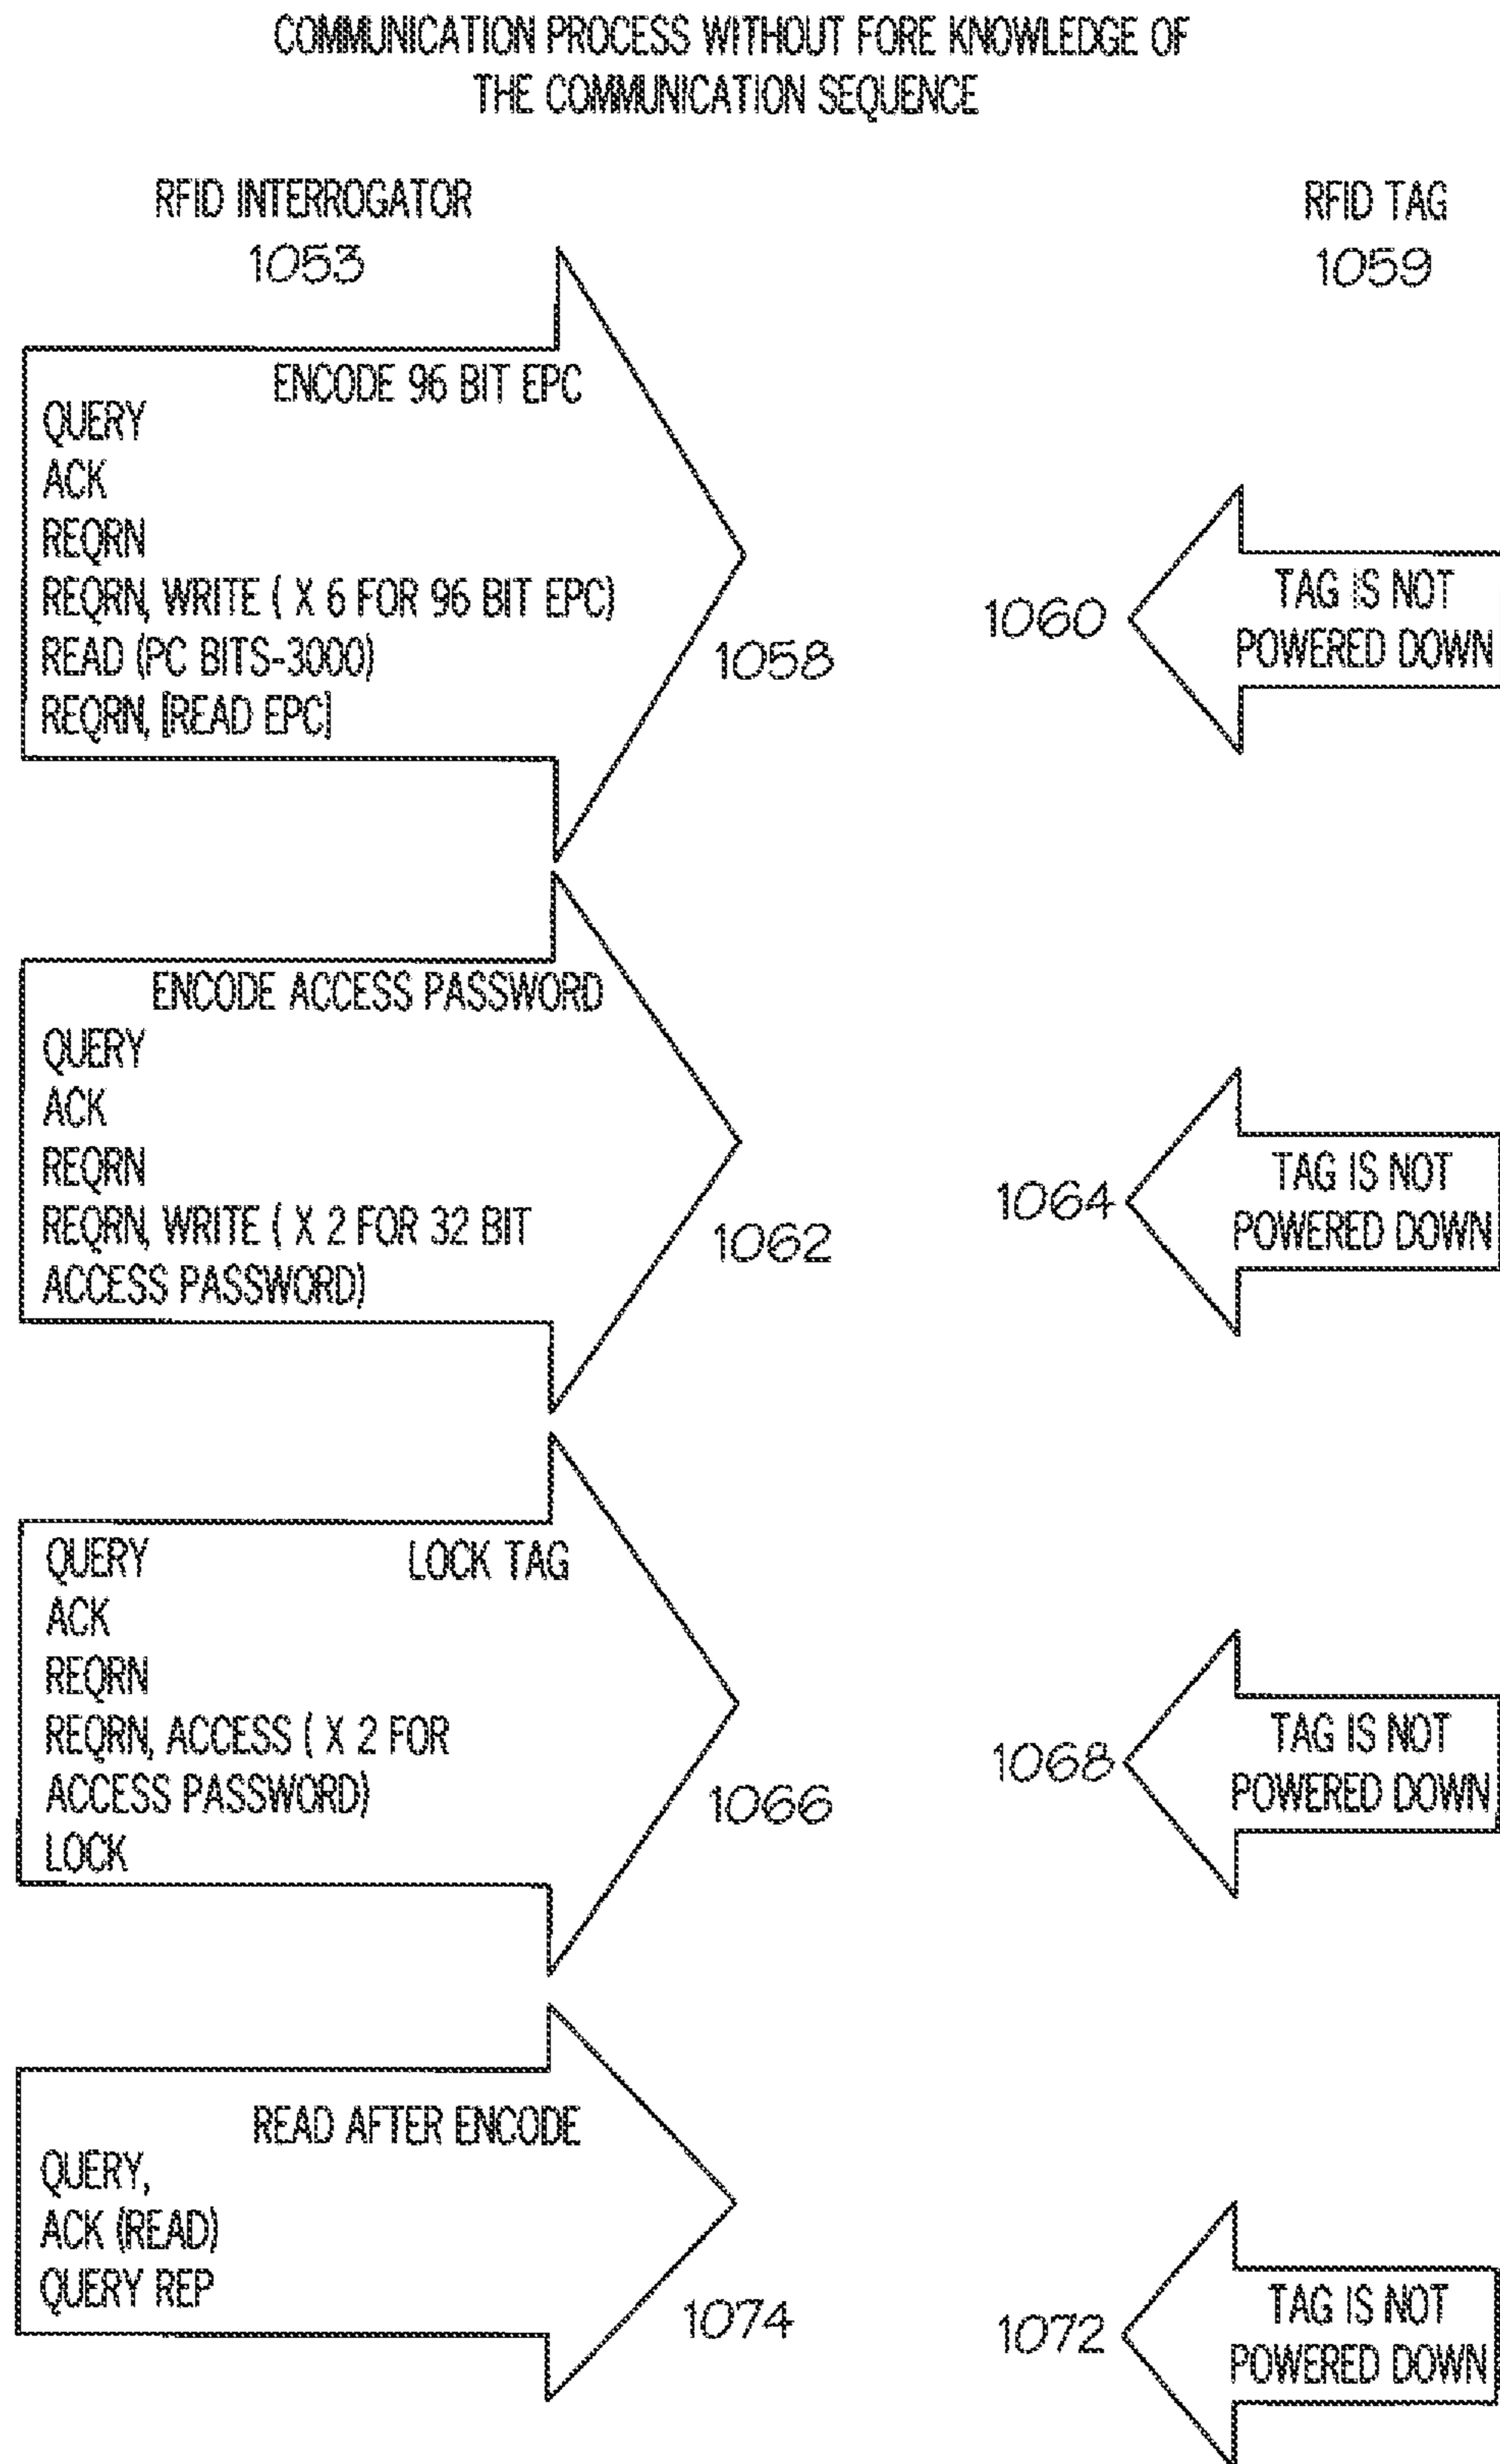 COMMUNICATION PROCESS WITHOUT FORE KNOWLEDGE OF
THE COMMUNICATION SEQUENCE
RFID INTERROGATOR
1053
RFID TAG
1059
ENCODE 96 BIT EPC
QUERY
ACK
REQRN
REQRN, WRITE ( X 6 FOR 96 BIT EPC)
READ (PC BITS-3000)
REQRN, [READ EPC]
1058
1060
TAG IS NOT
POWERED DOWN
ENCODE ACCESS PASSWORD
QUERY
ACK
REQRN
REQRN, WRITE ( X 2 FOR 32 BIT
ACCESS PASSWORD)
1062
1064
TAG IS NOT
POWERED DOWN
LOCK TAG
QUERY
ACK
REQRN
REQRN, ACCESS ( X 2 FOR
ACCESS PASSWORD)
LOCK
1066
1068
TAG IS NOT
POWERED DOWN
READ AFTER ENCODE
QUERY,
ACK (READ)
QUERY REP
1074
1072
TAG IS NOT
POWERED DOWN